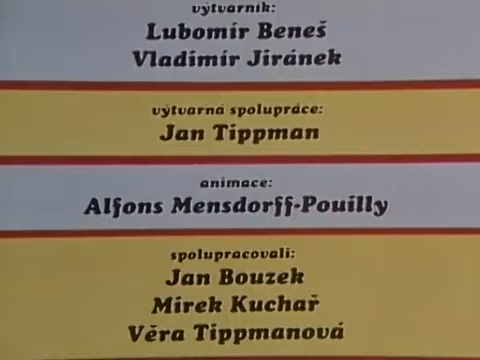 výtvarník:
Lubomír Beneš
Vladimír Jiránek
výtvarná spolupráce:
Jan Tippman
animace:
Alfons Mensdorff-Pouilly
spolupracovali:
Jan Bouzek
Mirek Kuchař
Věra Tippmanová